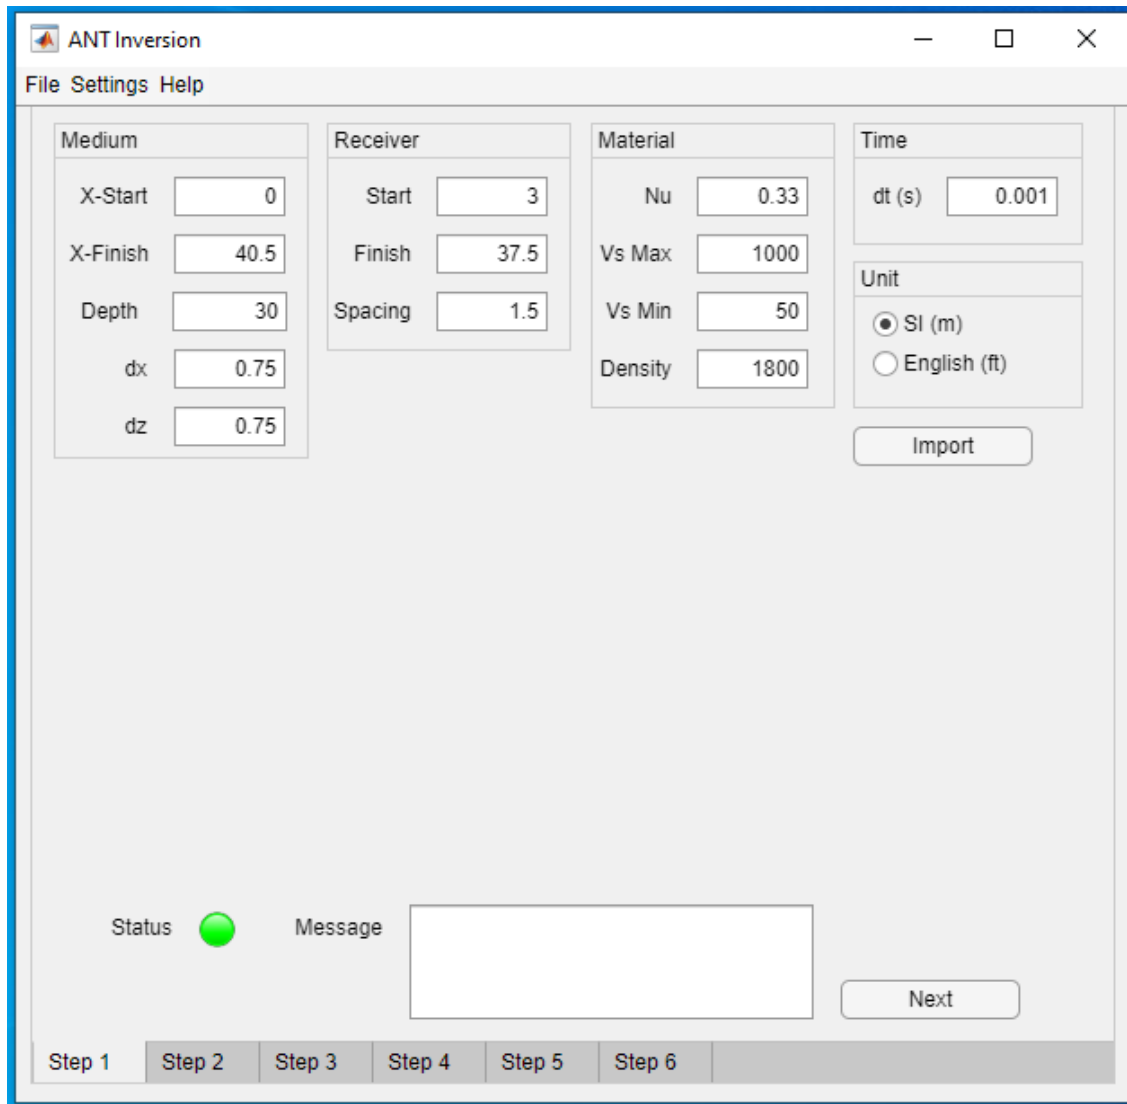 ANT Inversion
File Settings Help
Medium
X-Start 0
X-Finish 40.5
Depth 30
dx 0.75
dz 0.75
Receiver
Start 3
Finish 37.5
Spacing 1.5
Material
Nu 0.33
Vs Max 1000
Vs Min 50
Density 1800
Time
dt (s) 0.001
Unit
SI (m)
English (ft)
Import
Status
Message
Next
Step 1 Step 2 Step 3 Step 4 Step 5 Step 6